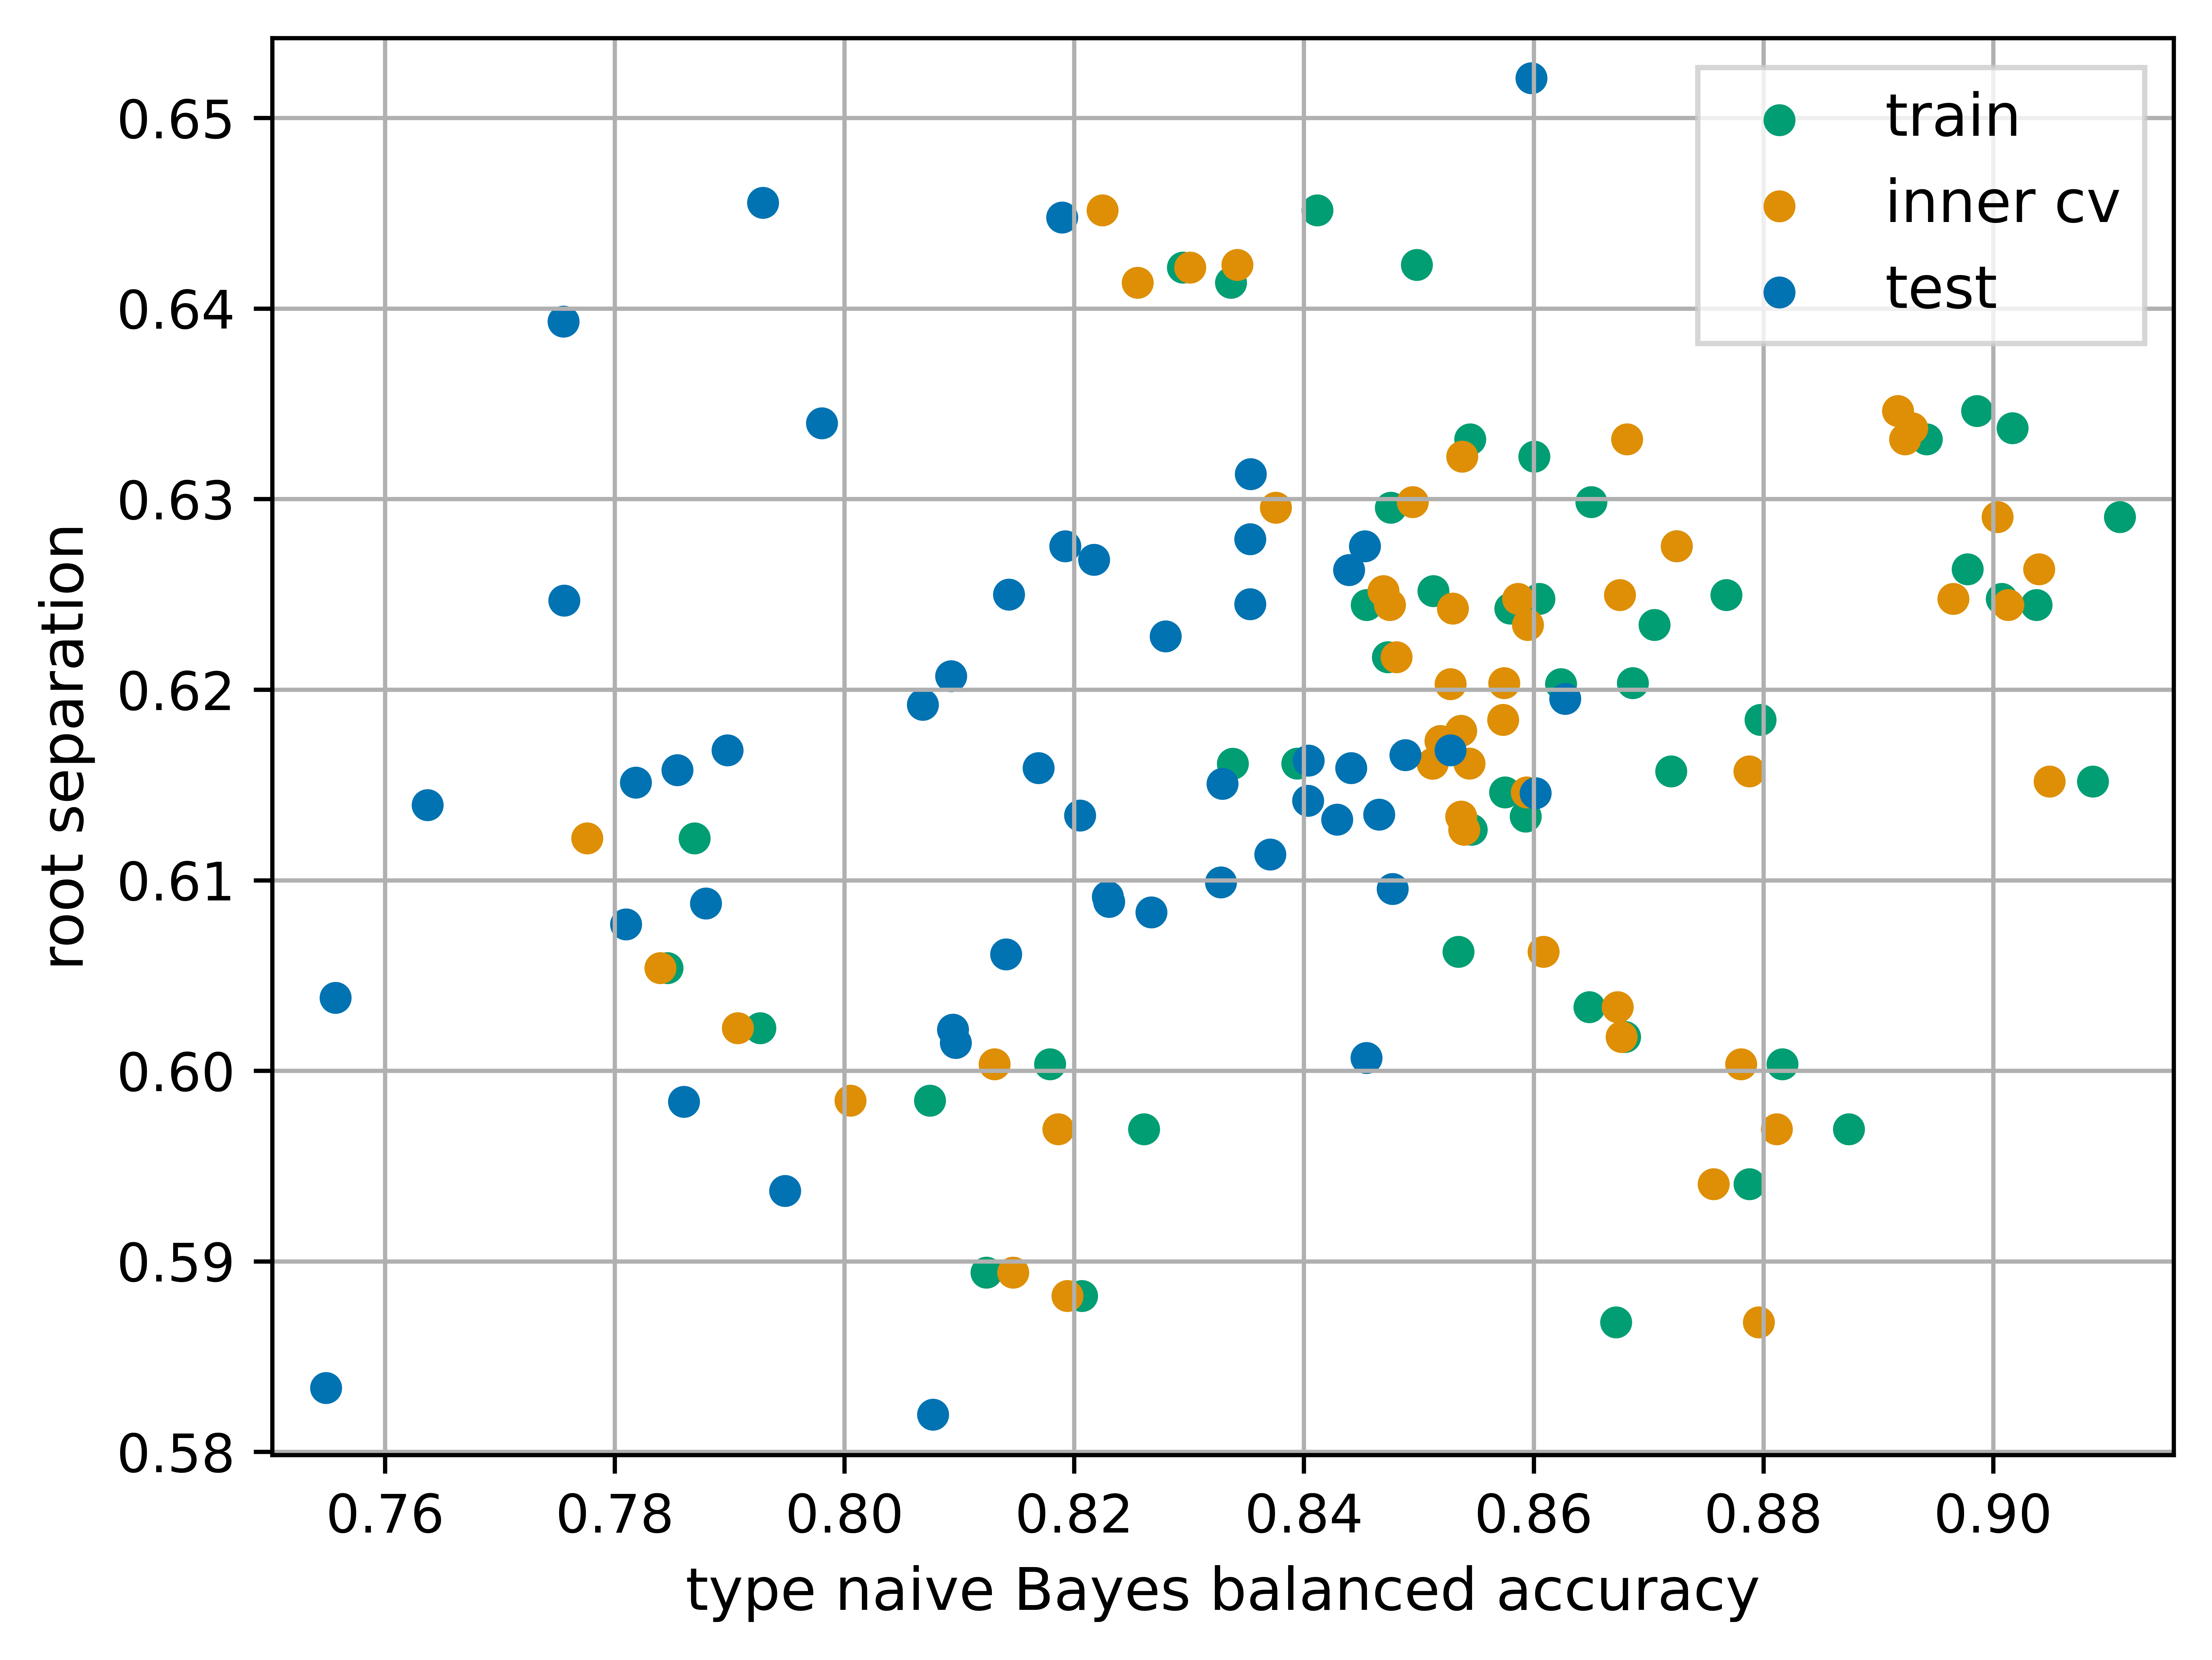 train
inner cv
test
0.65
0.64
0.63
0.62
0.61
0.60
0.59
0.58
root separation
0.76 0.78 0.80 0.82 0.84 0.86 0.88 0.90
type naive Bayes balanced accuracy